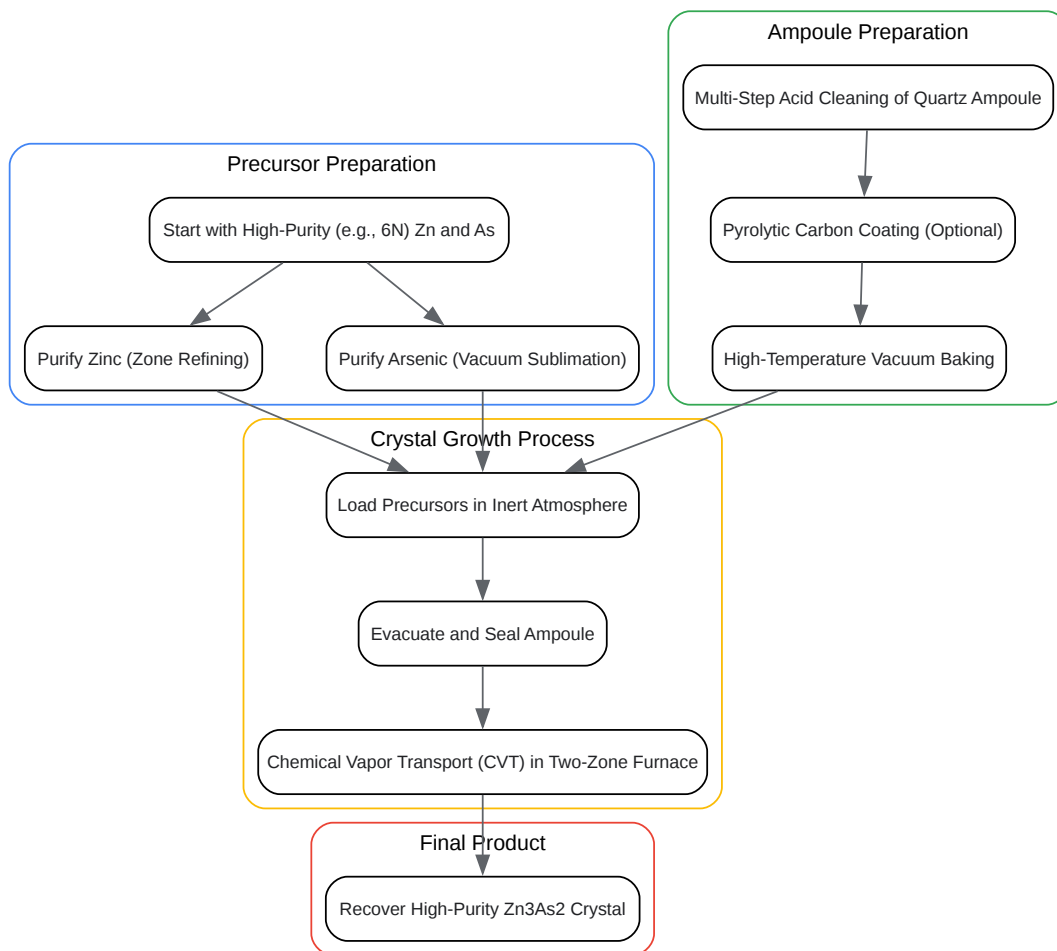 Ampoule Preparation
Multi-Step Acid Cleaning of Quartz Ampoule
Precursor Preparation
Start with High-Purity (e.g., 6N) Zn and As
Pyrolytic Carbon Coating (Optional)
Purify Zinc (Zone Refining)
Purify Arsenic (Vacuum Sublimation)
High-Temperature Vacuum Baking
Crystal Growth Process
Load Precursors in Inert Atmosphere
Evacuate and Seal Ampoule
Chemical Vapor Transport (CVT) in Two-Zone Furnace
Final Product
Recover High-Purity Zn3As2 Crystal